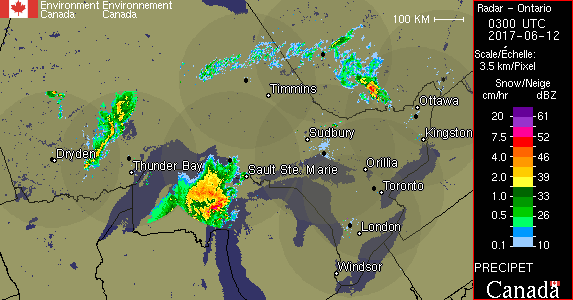 Environment Environnement
Canada Canada
100 KM
Timmins
Ottawa
Sudbury
Kingston
Dryden
Thunder Bay
Sault Ste. Marie
Orillia
Toronto
London
Windsor
Radar - Ontario
0300 UTC
2017-06-12
Scale/Échelle:
3.5 km/Pixel
Snow/Neige
cm/hr dBZ
20 61
7.5 52
4.0 46
2.0 39
1.0 33
0.5 26
0.1 10
PRECIPET
Canada